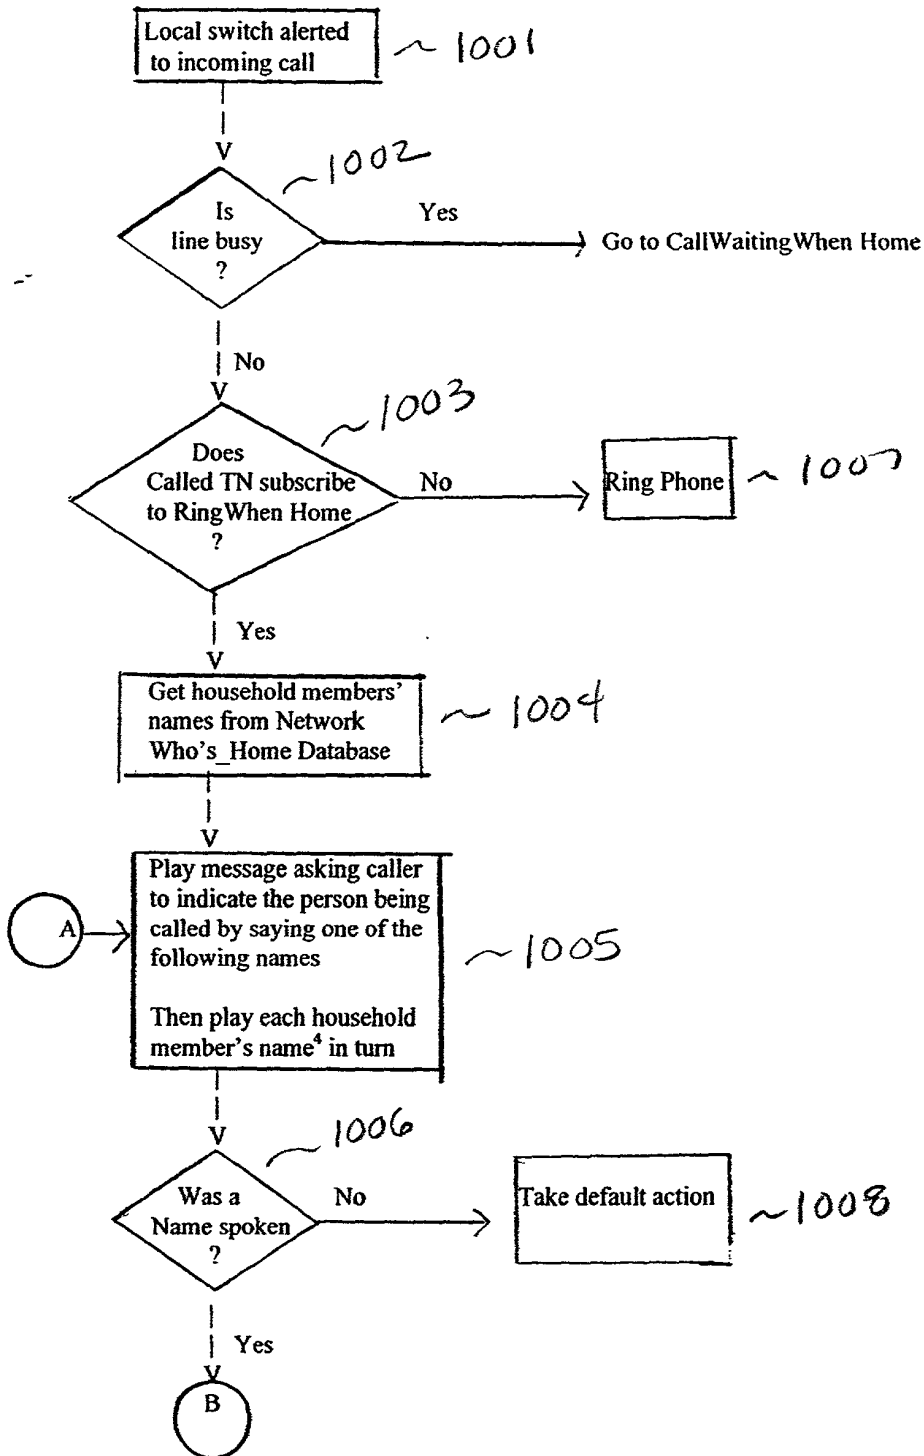 Local switch alerted
to incoming call
~ 1001
V
~ 1002
Is
line busy
?
Yes
Go to CallWaitingWhen Home
No
V
~ 1003
Does
Called TN subscribe
to RingWhen Home
?
No
Ring Phone
~ 1007
Yes
V
Get household members'
names from Network
Who's_Home Database
~ 1004
V
A
Play message asking caller
to indicate the person being
called by saying one of the
following names
Then play each household
member's name⁴ in turn
~ 1005
V
~ 1006
Was a
Name spoken
?
No
Take default action
~ 1008
Yes
V
B